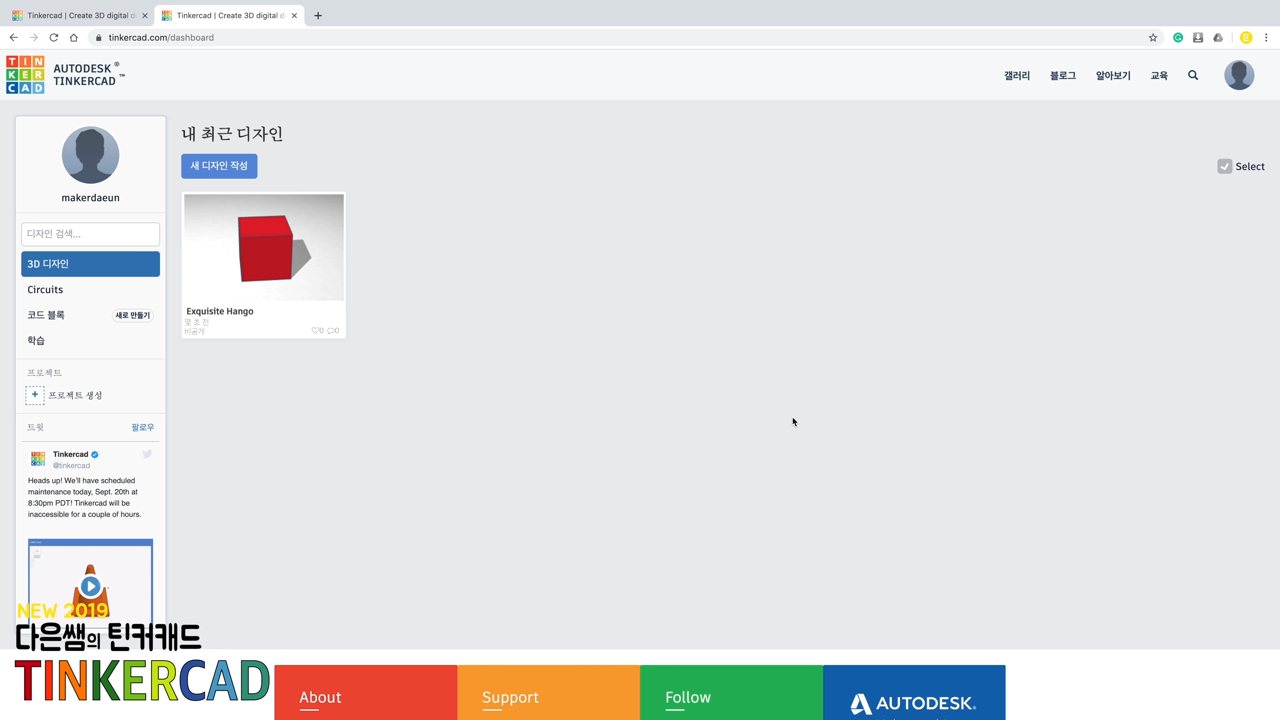 Tinkercad | Create 3D digital d
Tinkercad | Create 3D digital d
tinkercad.com/dashboard
TIN
KER
CAD
AUTODESK®
TINKERCAD™
갤러리
블로그
알아보기
교육
makerdaeun
디자인 검색...
3D 디자인
Circuits
코드 블록
새로 만들기
학습
프로젝트
+ 프로젝트 생성
트윗
팔로우
Tinkercad
@tinkercad
Heads up! We'll have scheduled
maintenance today, Sept. 20th at
8:30pm PDT! Tinkercad will be
inaccessible for a couple of hours.
내 최근 디자인
새 디자인 작성
Select
Exquisite Hango
몇 초 전
비공개
0 0
NEW 2019
다은쌤의 틴커캐드
TINKERCAD
About
Support
Follow
AUTODESK.